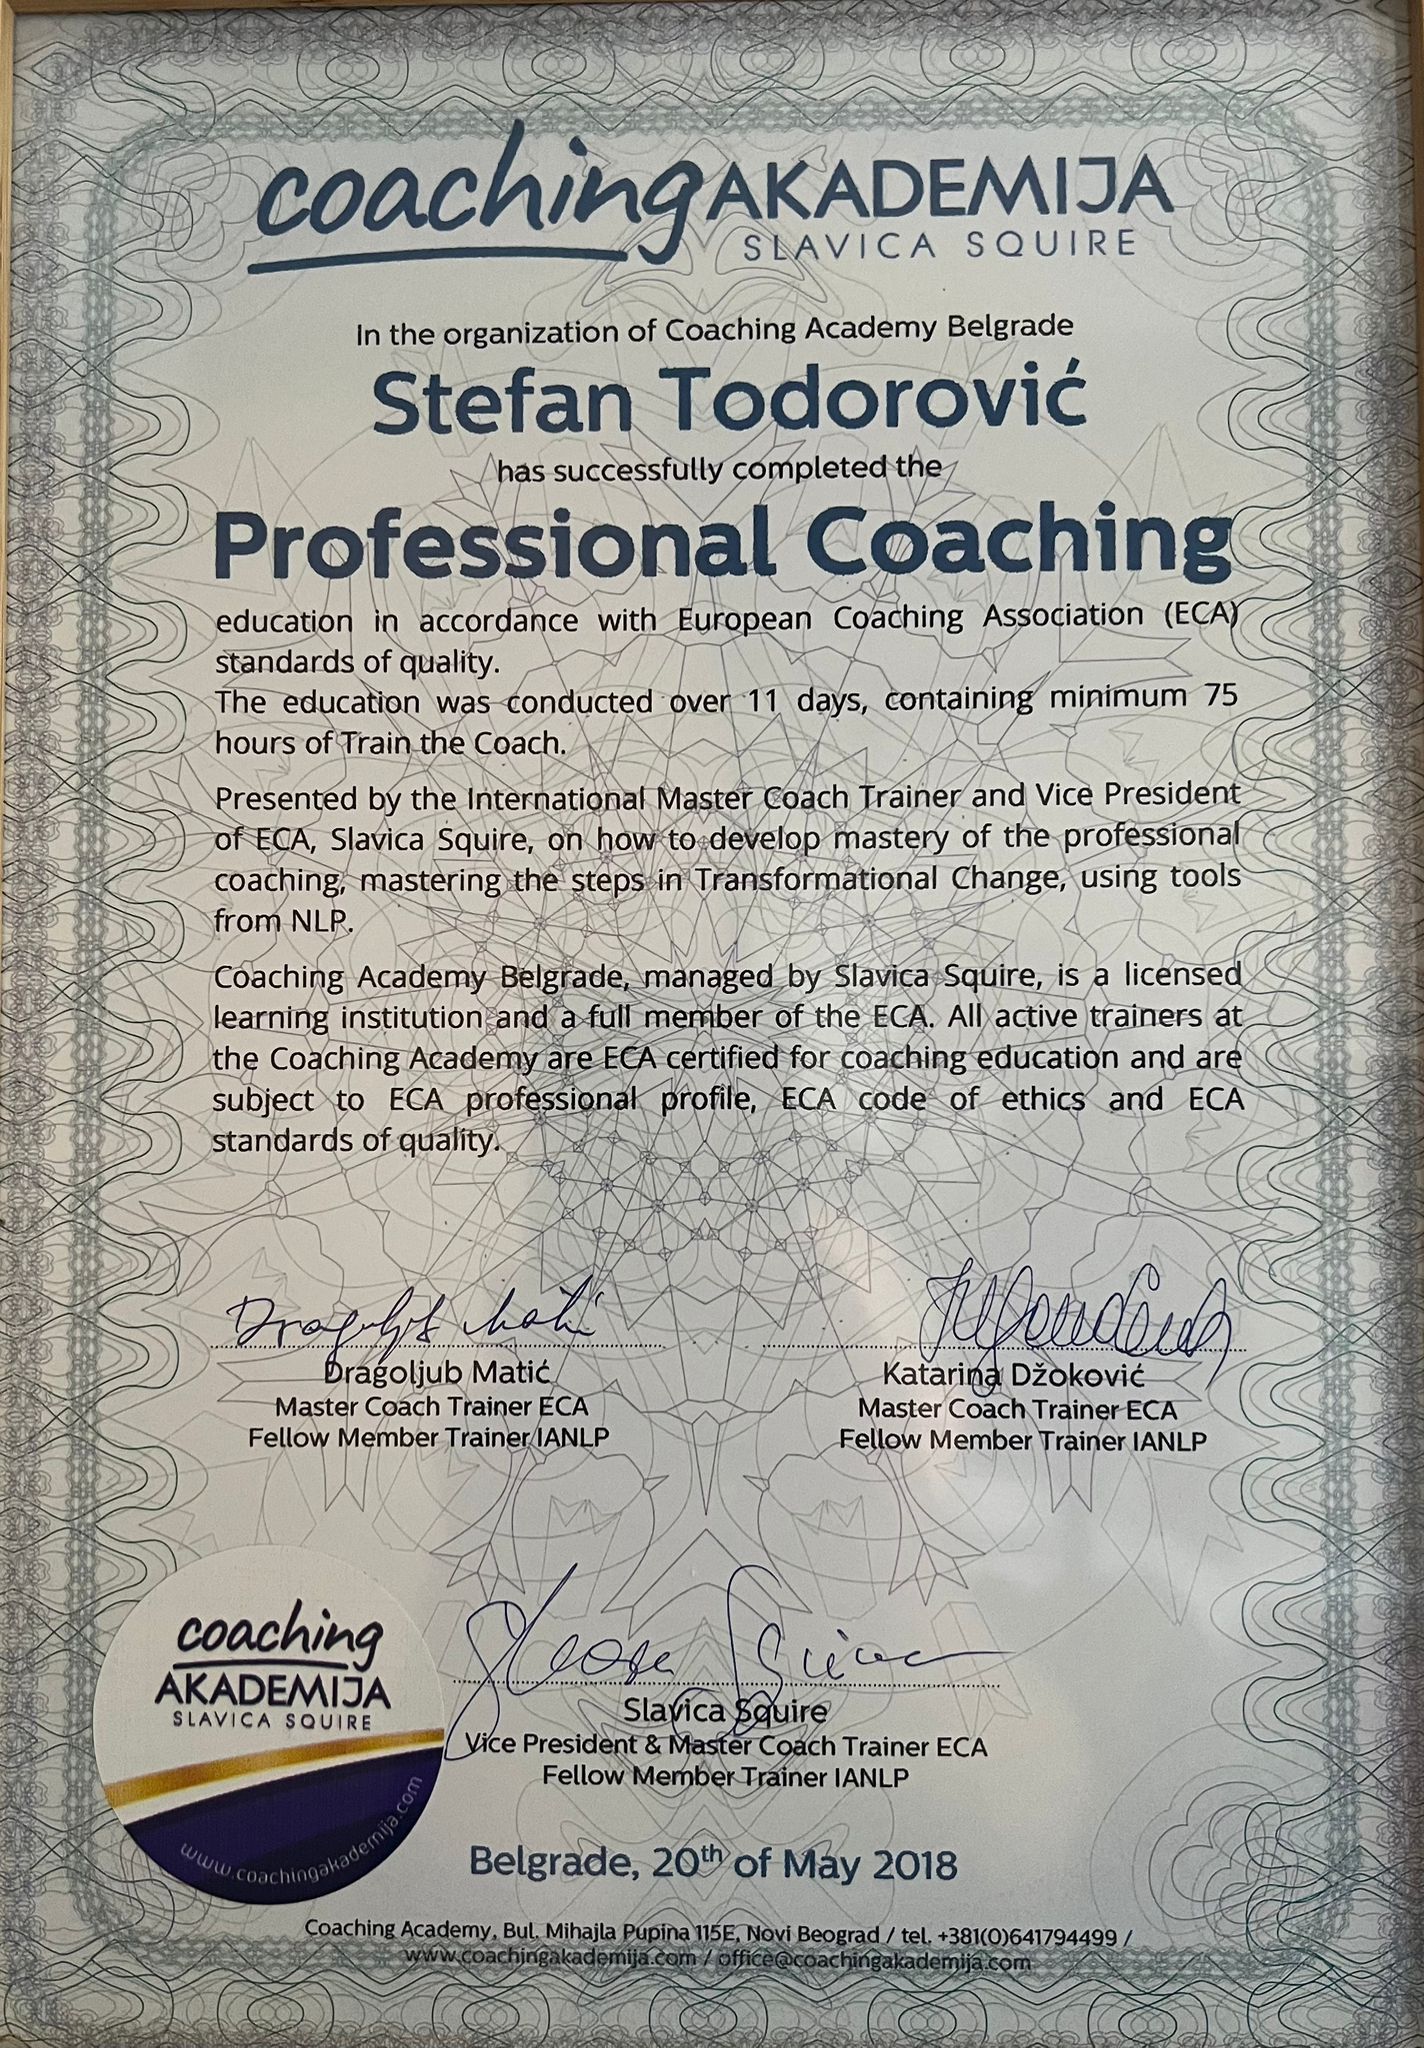 coaching AKADEMIJA
SLAVICA SQUIRE
In the organization of Coaching Academy Belgrade
Stefan Todorović
has successfully completed the
Professional Coaching
education in accordance with European Coaching Association (ECA)
standards of quality.
The education was conducted over 11 days, containing minimum 75
hours of Train the Coach.
Presented by the International Master Coach Trainer and Vice President
of ECA, Slavica Squire, on how to develop mastery of the professional
coaching, mastering the steps in Transformational Change, using tools
from NLP.
Coaching Academy Belgrade, managed by Slavica Squire, is a licensed
learning institution and a full member of the ECA. All active trainers at
the Coaching Academy are ECA certified for coaching education and are
subject to ECA professional profile, ECA code of ethics and ECA
standards of quality.
Dragoljub Matić
Master Coach Trainer ECA
Fellow Member Trainer IANLP
Katarina Džoković
Master Coach Trainer ECA
Fellow Member Trainer IANLP
coaching
AKADEMIJA
SLAVICA SQUIRE
www.coachingakademija.com
Slavica Squire
Vice President & Master Coach Trainer ECA
Fellow Member Trainer IANLP
Belgrade, 20th of May 2018
Coaching Academy, Bul. Mihajla Pupina 115E, Novi Beograd / tel. +381(0)641794499 /
www.coachingakademija.com / office@coachingakademija.com